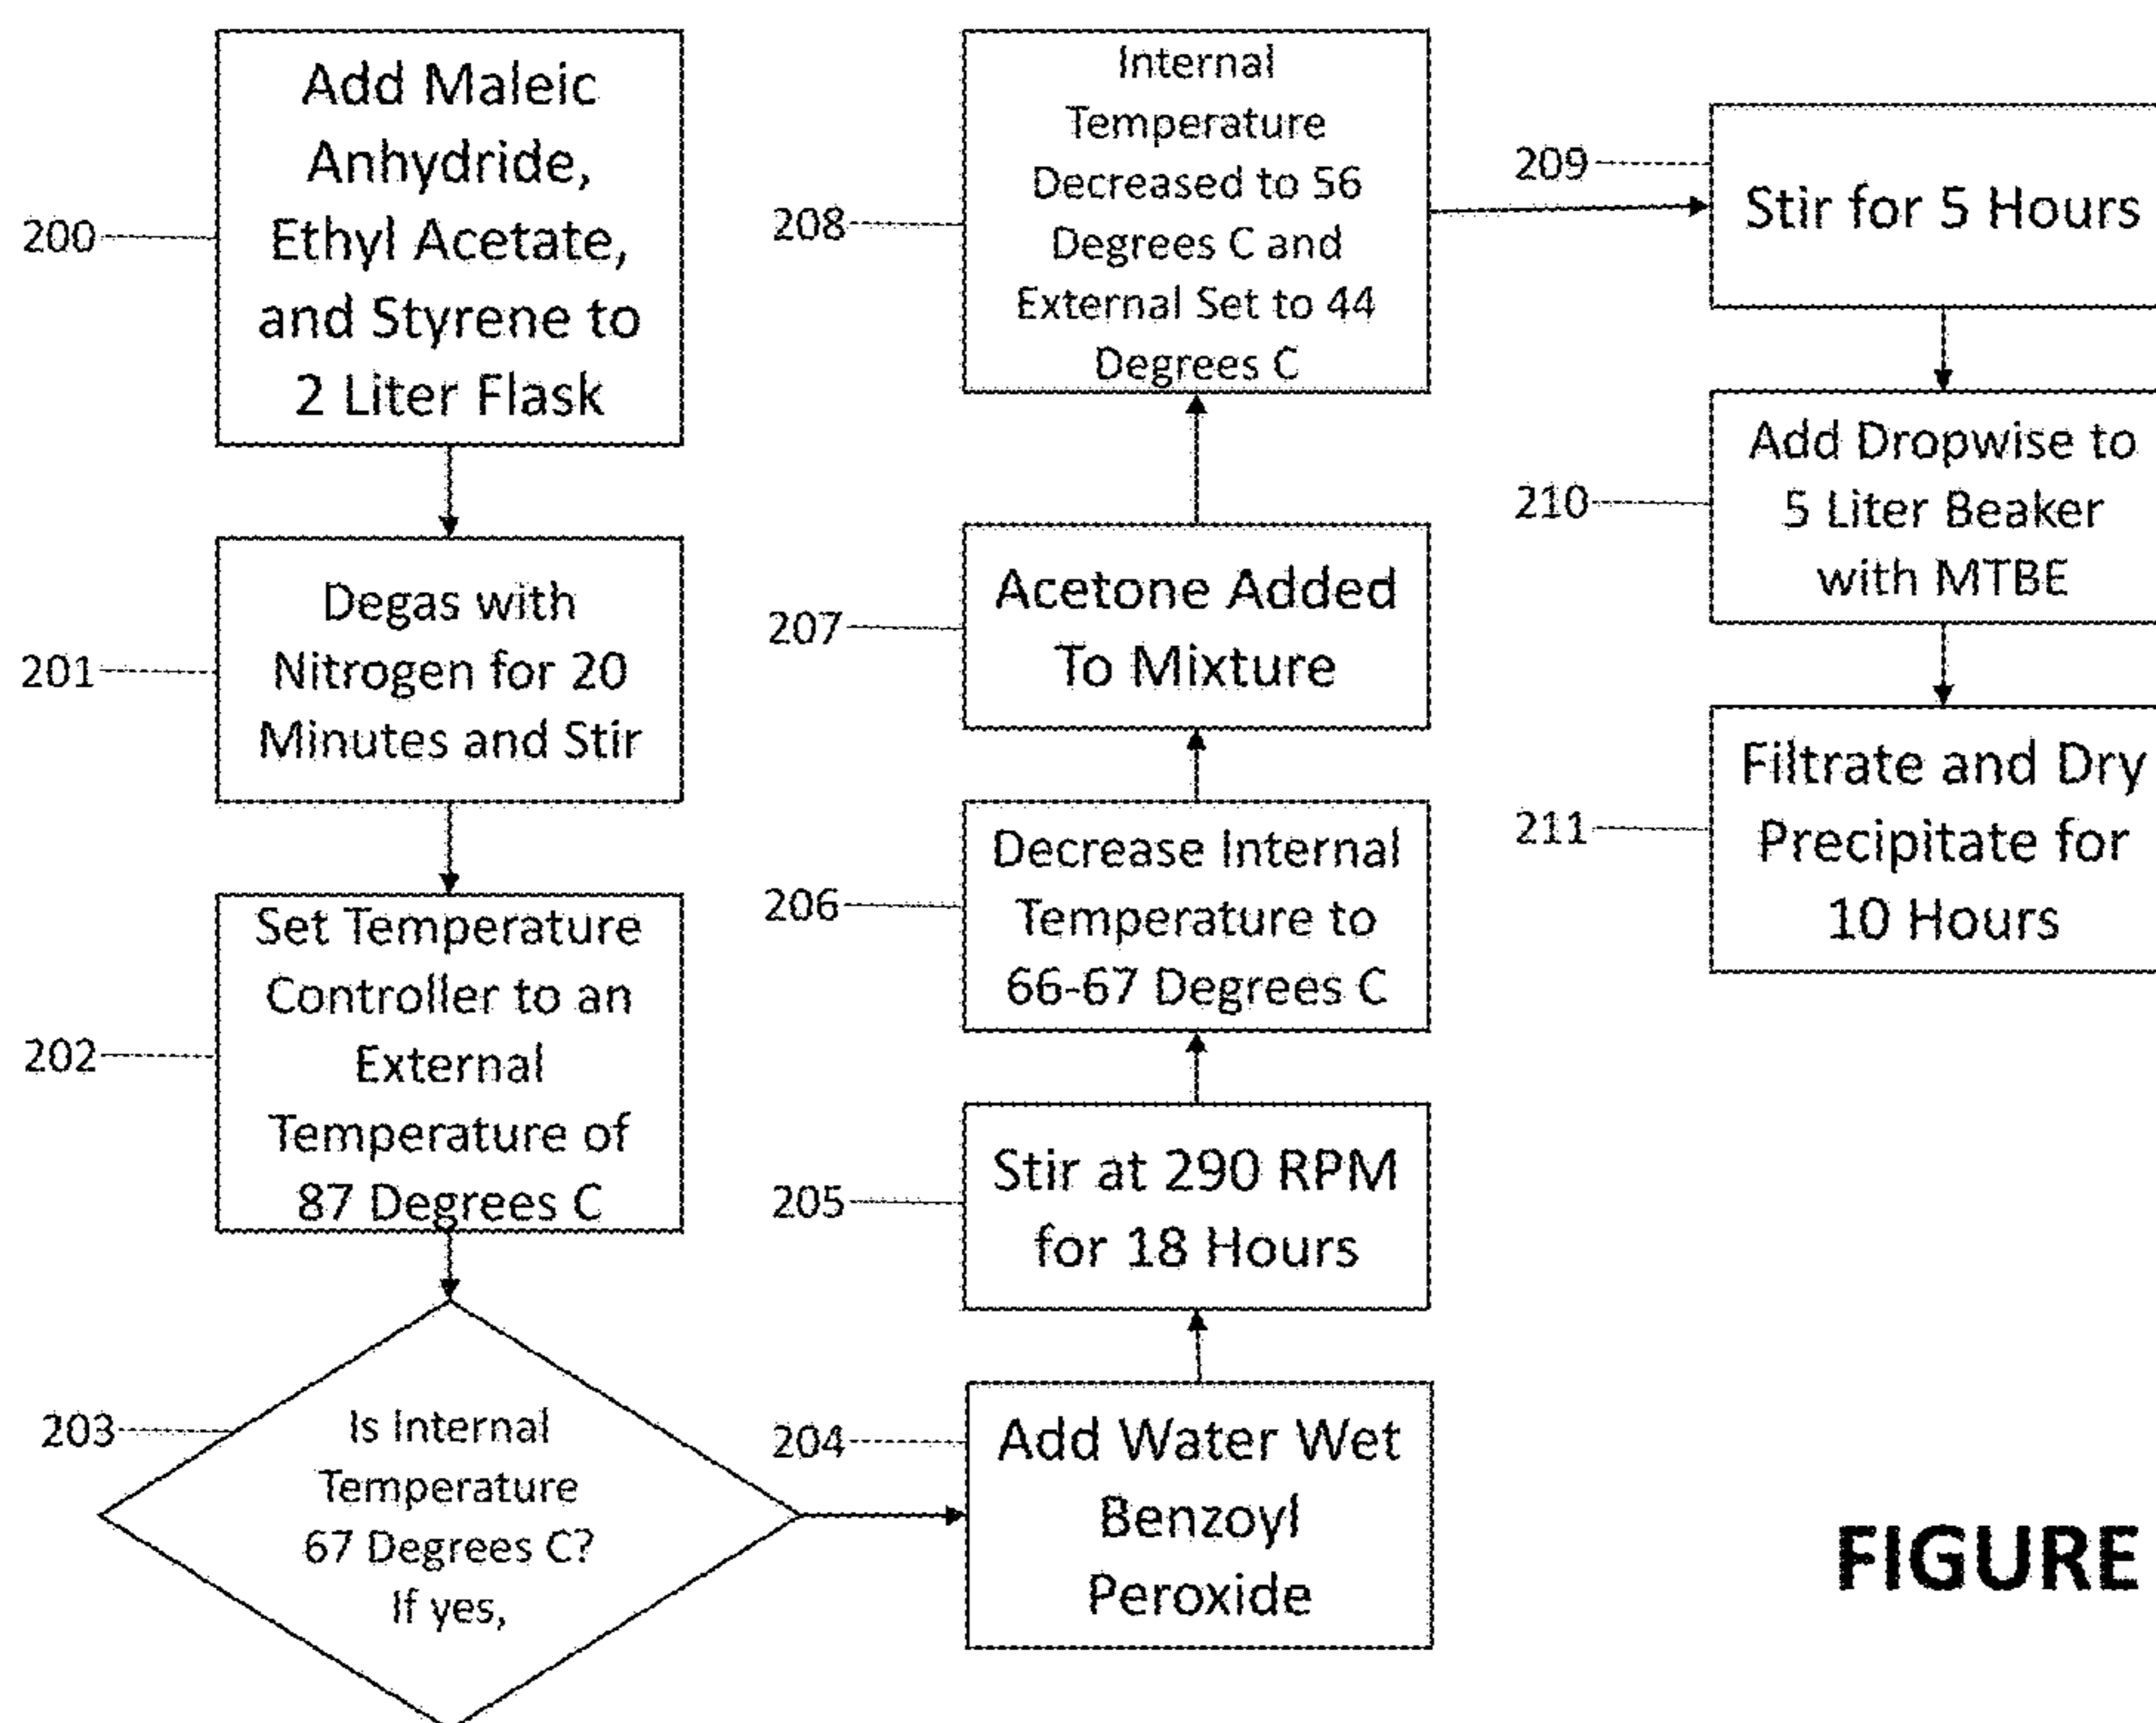 200
Add Maleic
Anhydride,
Ethyl Acetate,
and Styrene to
2 Liter Flask
201
Degas with
Nitrogen for 20
Minutes and Stir
202
Set Temperature
Controller to an
External
Temperature of
87 Degrees C
203
Is Internal
Temperature
67 Degrees C?
If yes,
204
Add Water Wet
Benzoyl
Peroxide
205
Stir at 290 RPM
for 18 Hours
206
Decrease Internal
Temperature to
66-67 Degrees C
207
Acetone Added
To Mixture
208
Internal
Temperature
Decreased to 56
Degrees C and
External Set to 44
Degrees C
209
Stir for 5 Hours
210
Add Dropwise to
5 Liter Beaker
with MTBE
211
Filtrate and Dry
Precipitate for
10 Hours
FIGURE